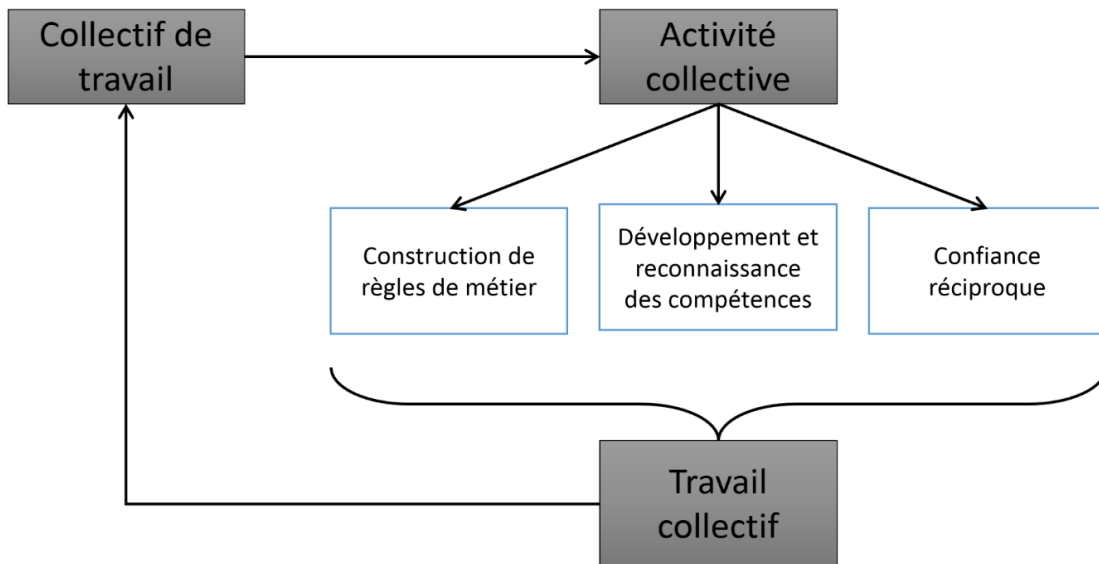 Collectif de
travail
Activité
collective
Construction de
règles de métier
Développement et
reconnaissance
des compétences
Confiance
réciproque
Travail
collectif